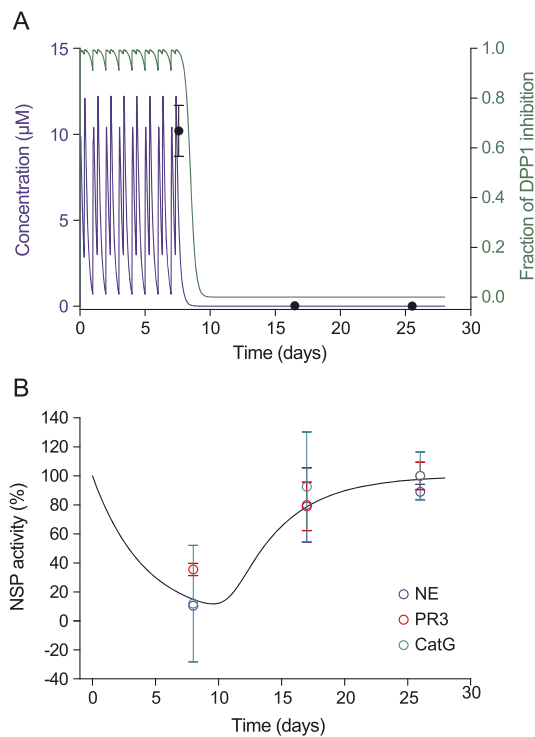 A
15
10
5
0
Concentration (μM)
1.0
0.8
0.6
0.4
0.2
0.0
Fraction of DPP1 inhibition
0 5 10 15 20 25 30
Time (days)
B
140
120
100
80
60
40
20
0
-20
-40
NSP activity (%)
NE
PR3
CatG
0 5 10 15 20 25 30
Time (days)